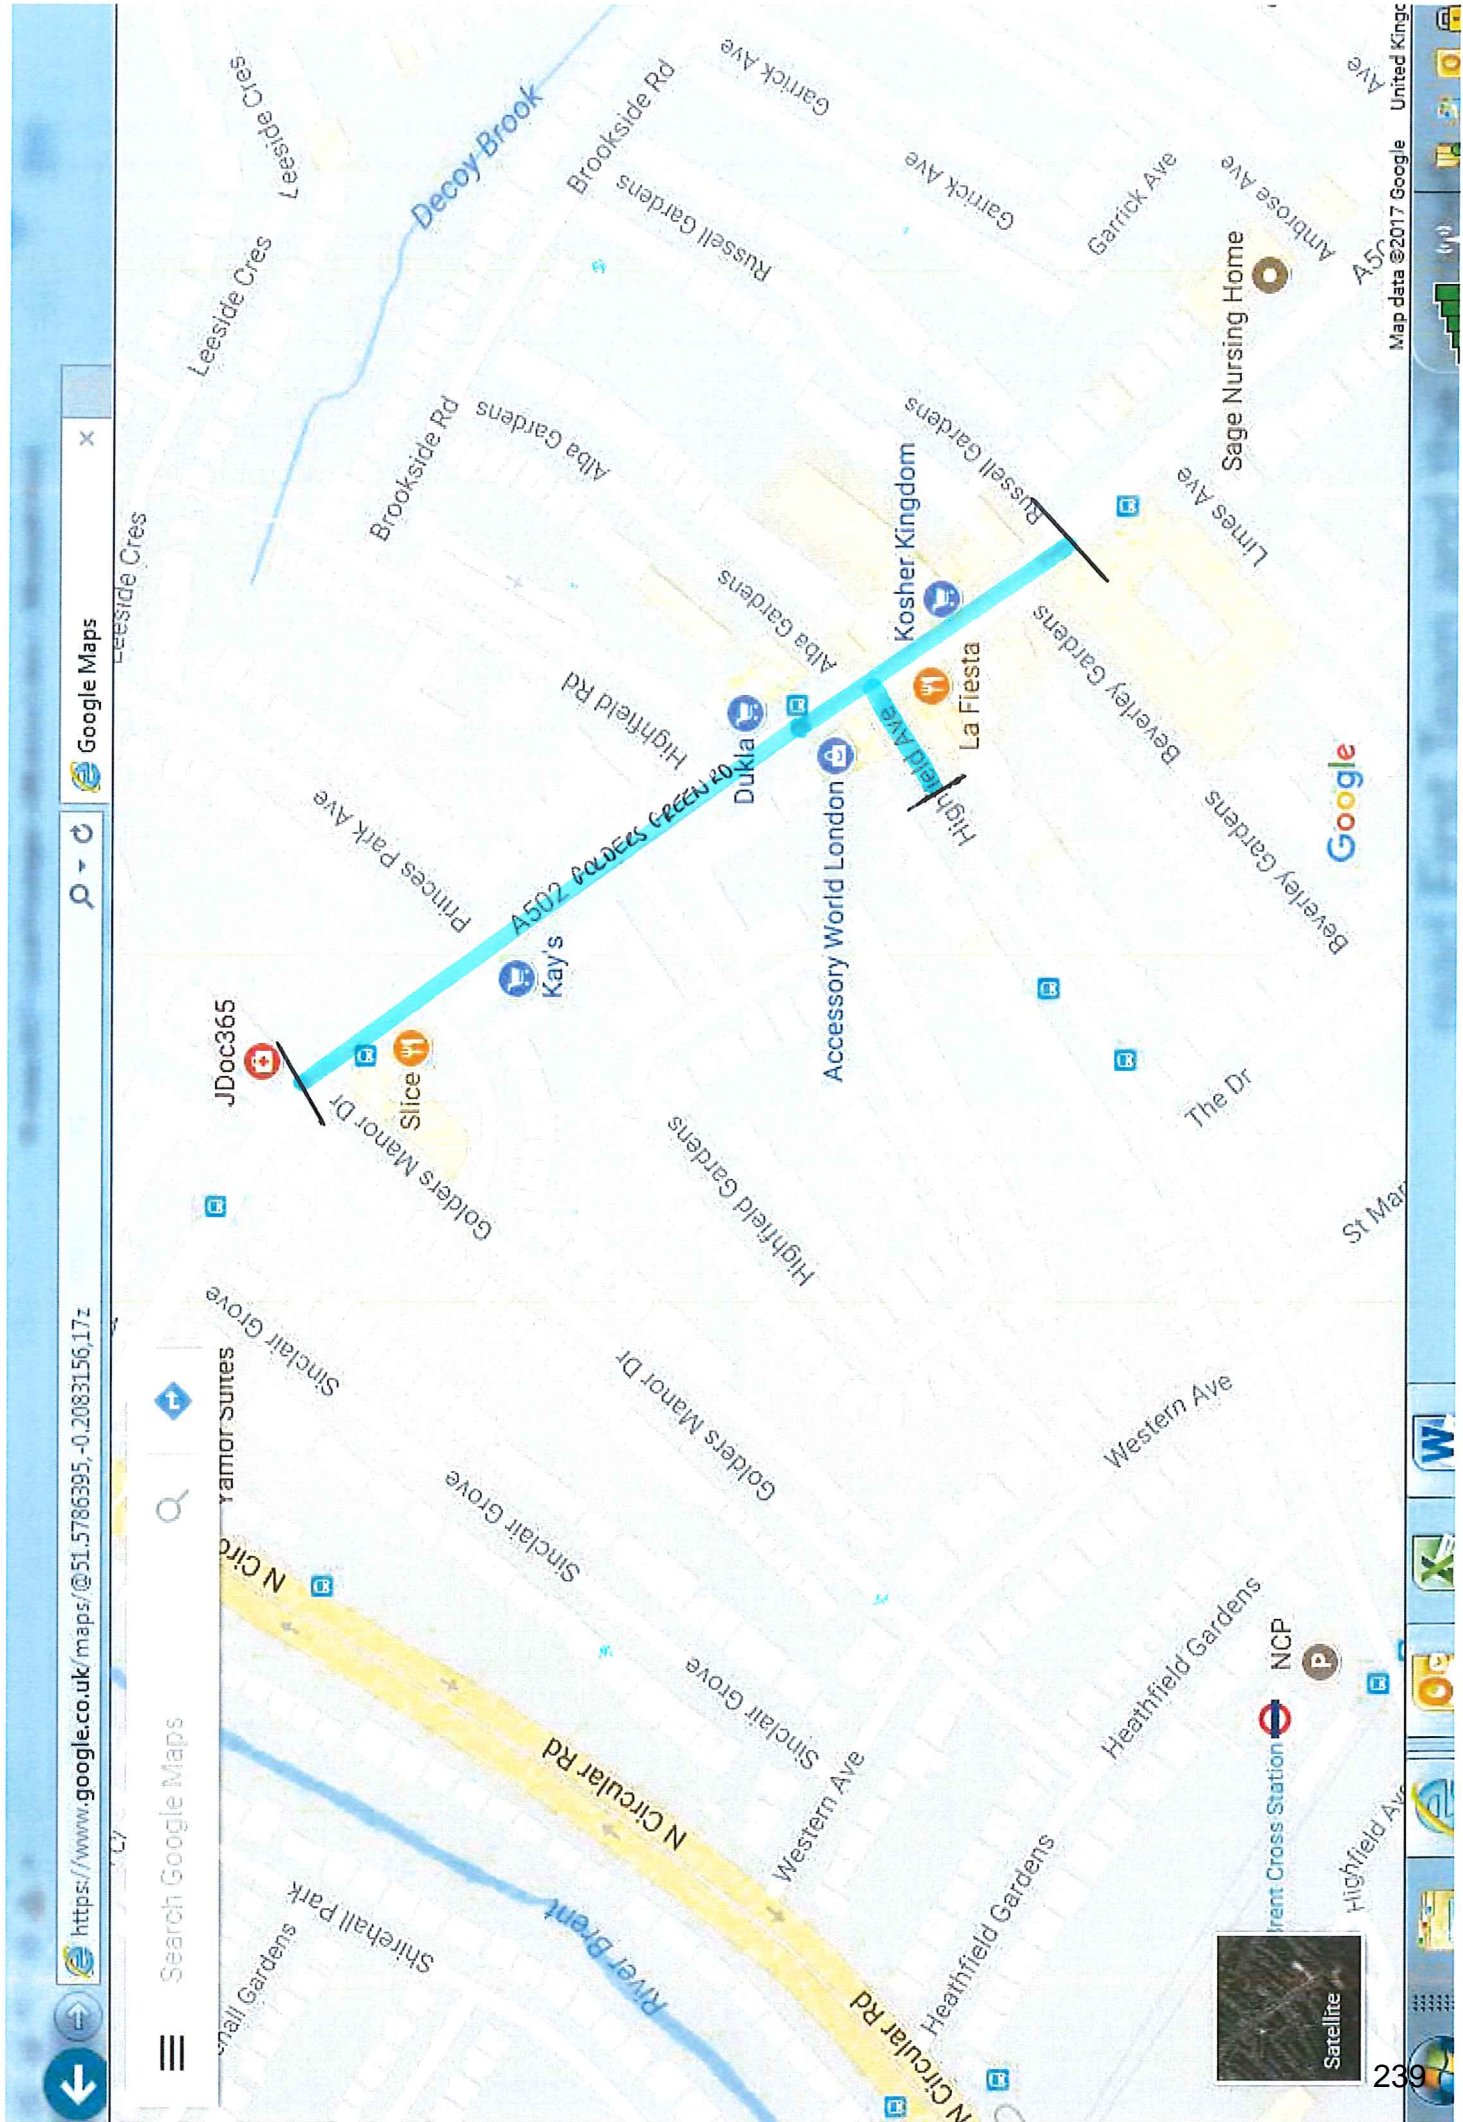 Google Maps
https://www.google.co.uk/maps/@51.5786395,-0.2083156,17z
Search Google Maps
Leeside Cres
Leeside Cres
Leeside Cres
Decoy Brook
Brookside Rd
Brookside Rd
Garrick Ave
Garrick Ave
Garrick Ave
Ambrose Ave
Ave
Russell Gardens
Russell Gardens
Alba Gardens
Alba Gardens
Highfield Rd
Princes Park Ave
JDoc365
Slice
Kay's
A502
GOLDERS GREEN RD
Dukla
Accessory World London
Kosher Kingdom
La Fiesta
Highfield Ave
Sage Nursing Home
Limes Ave
Beverley Gardens
Beverley Gardens
Golders Manor Dr
Golders Manor Dr
Highfield Gardens
The Dr
St Mar
Sinclair Grove
Sinclair Grove
Sinclair Grove
Western Ave
Western Ave
N Circ
N Circular Rd
N Circular Rd
River Brent
Shirehall Park
Heathfield Gardens
Heathfield Gardens
rent Cross Station
NCP
Highfield Av
Satellite
Google
Map data ©2017 Google
United Kingd
239